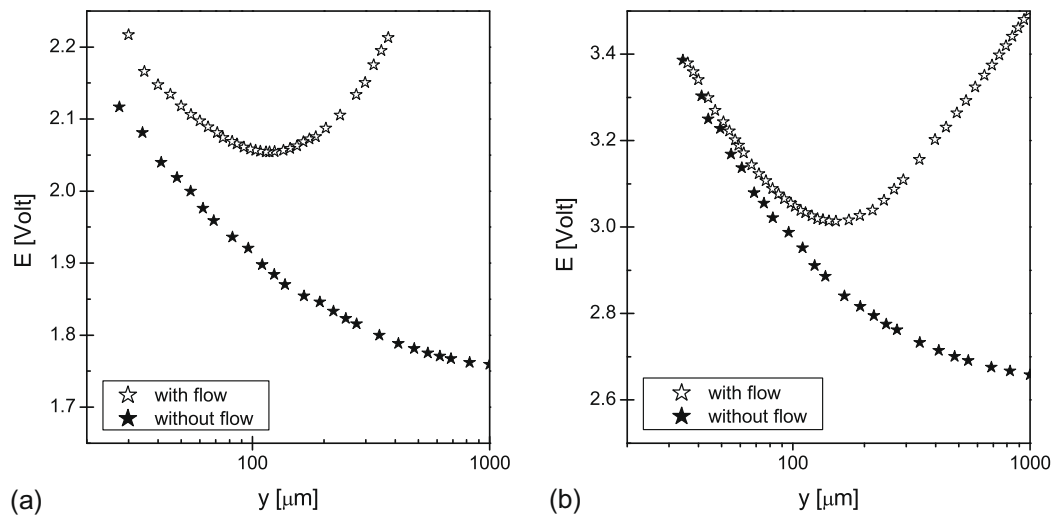 2.2
2.1
2.0
1.9
1.8
1.7
E [Volt]
with flow
without flow
100
1000
y [μm]
(a)
3.4
3.2
3.0
2.8
2.6
E [Volt]
with flow
without flow
100
1000
y [μm]
(b)